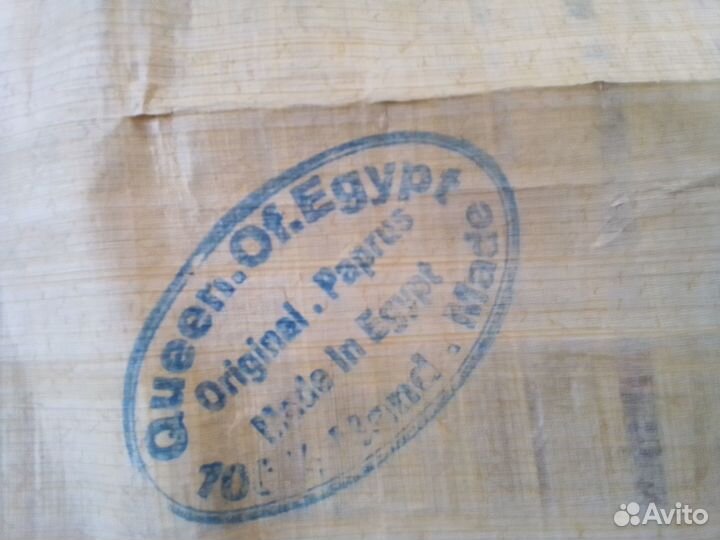 Queen.Of.Egypt
Original . Paprus
Made In Egypt
Hand . Made
Avito